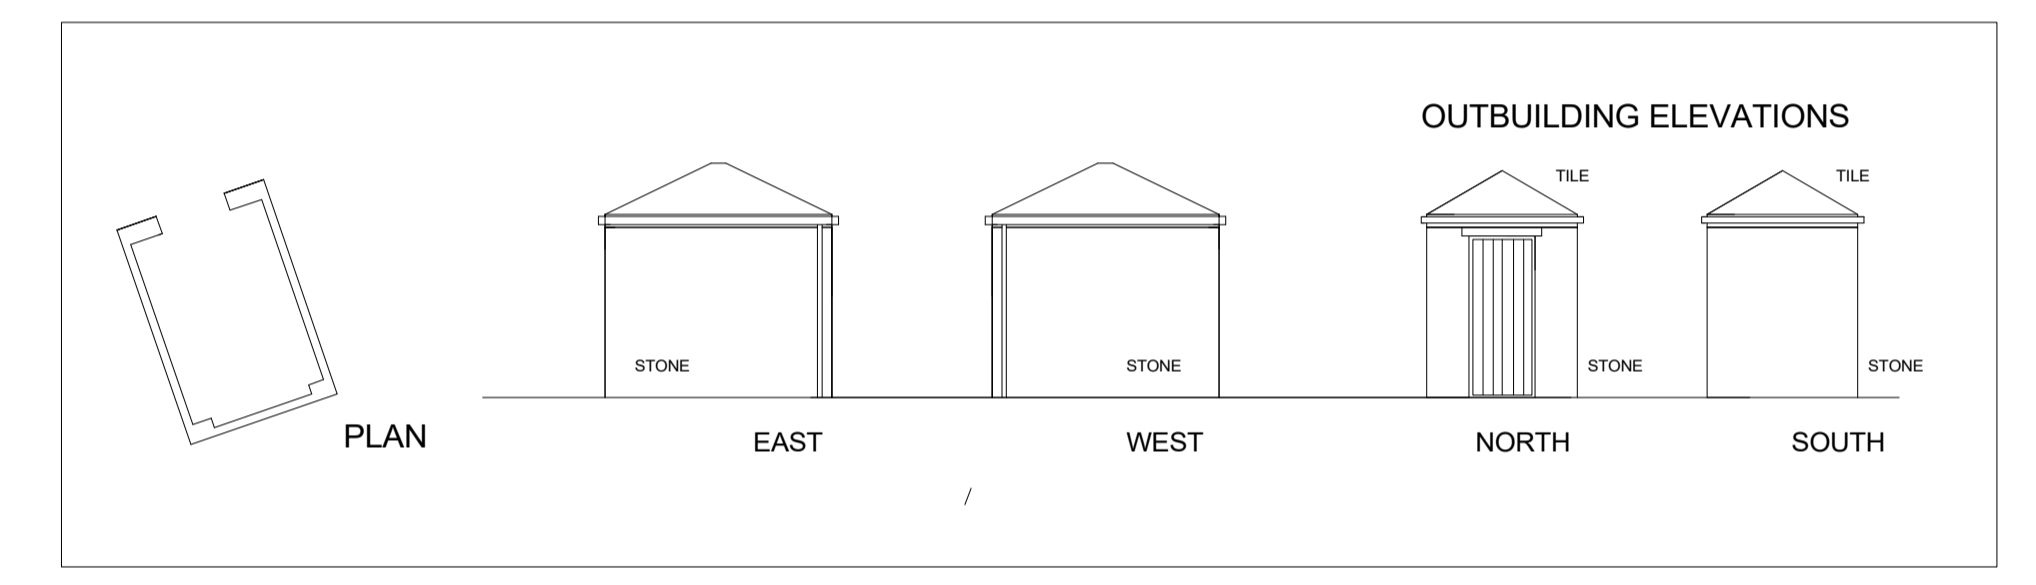 OUTBUILDING ELEVATIONS
TILE
TILE
STONE
STONE
STONE
STONE
PLAN
EAST
WEST
NORTH
SOUTH
/